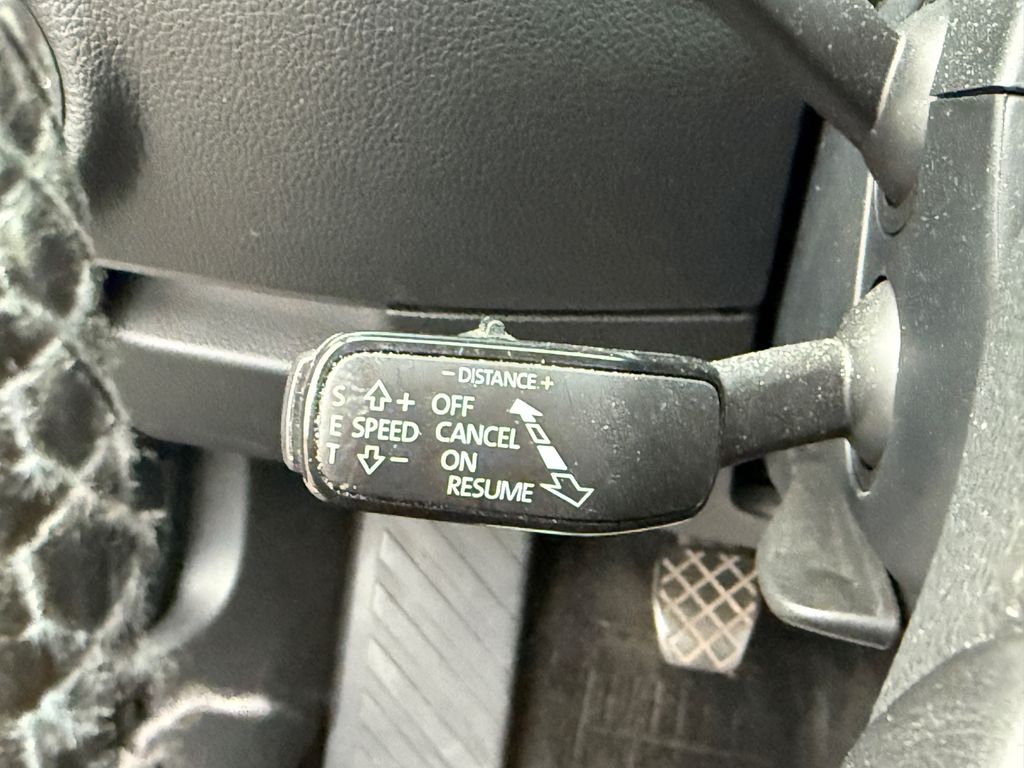 − DISTANCE +
S + OFF
E SPEED CANCEL
T − ON
RESUME